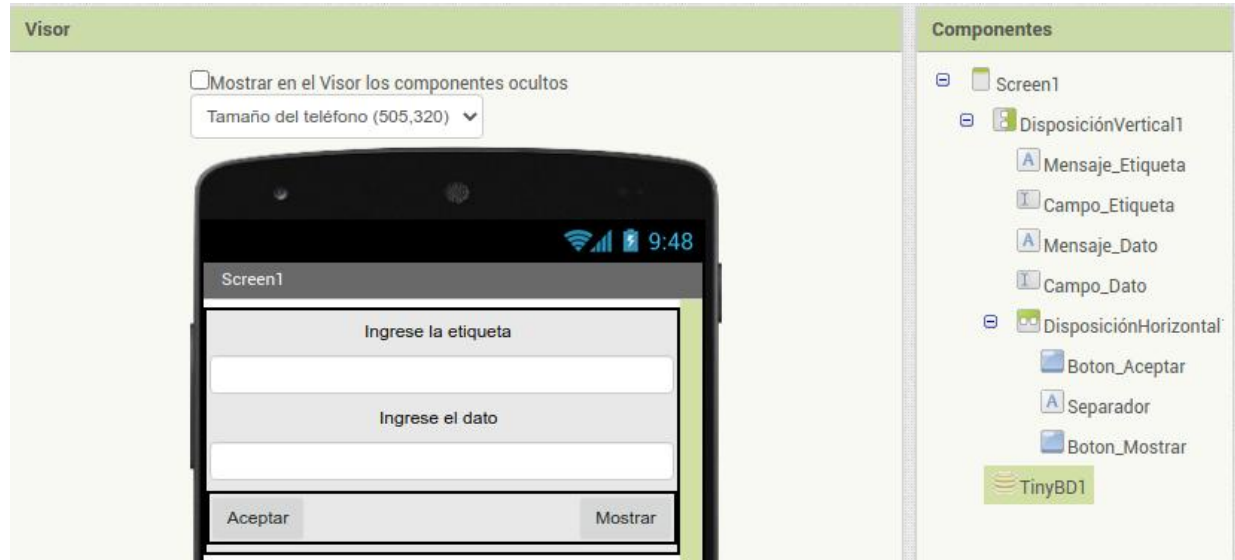 Visor
Mostrar en el Visor los componentes ocultos
Tamaño del teléfono (505,320)
9:48
Screen1
Ingrese la etiqueta
Ingrese el dato
Aceptar
Mostrar
Componentes
Screen1
DisposiciónVertical1
Mensaje_Etiqueta
Campo_Etiqueta
Mensaje_Dato
Campo_Dato
DisposiciónHorizontal
Boton_Aceptar
Separador
Boton_Mostrar
TinyBD1